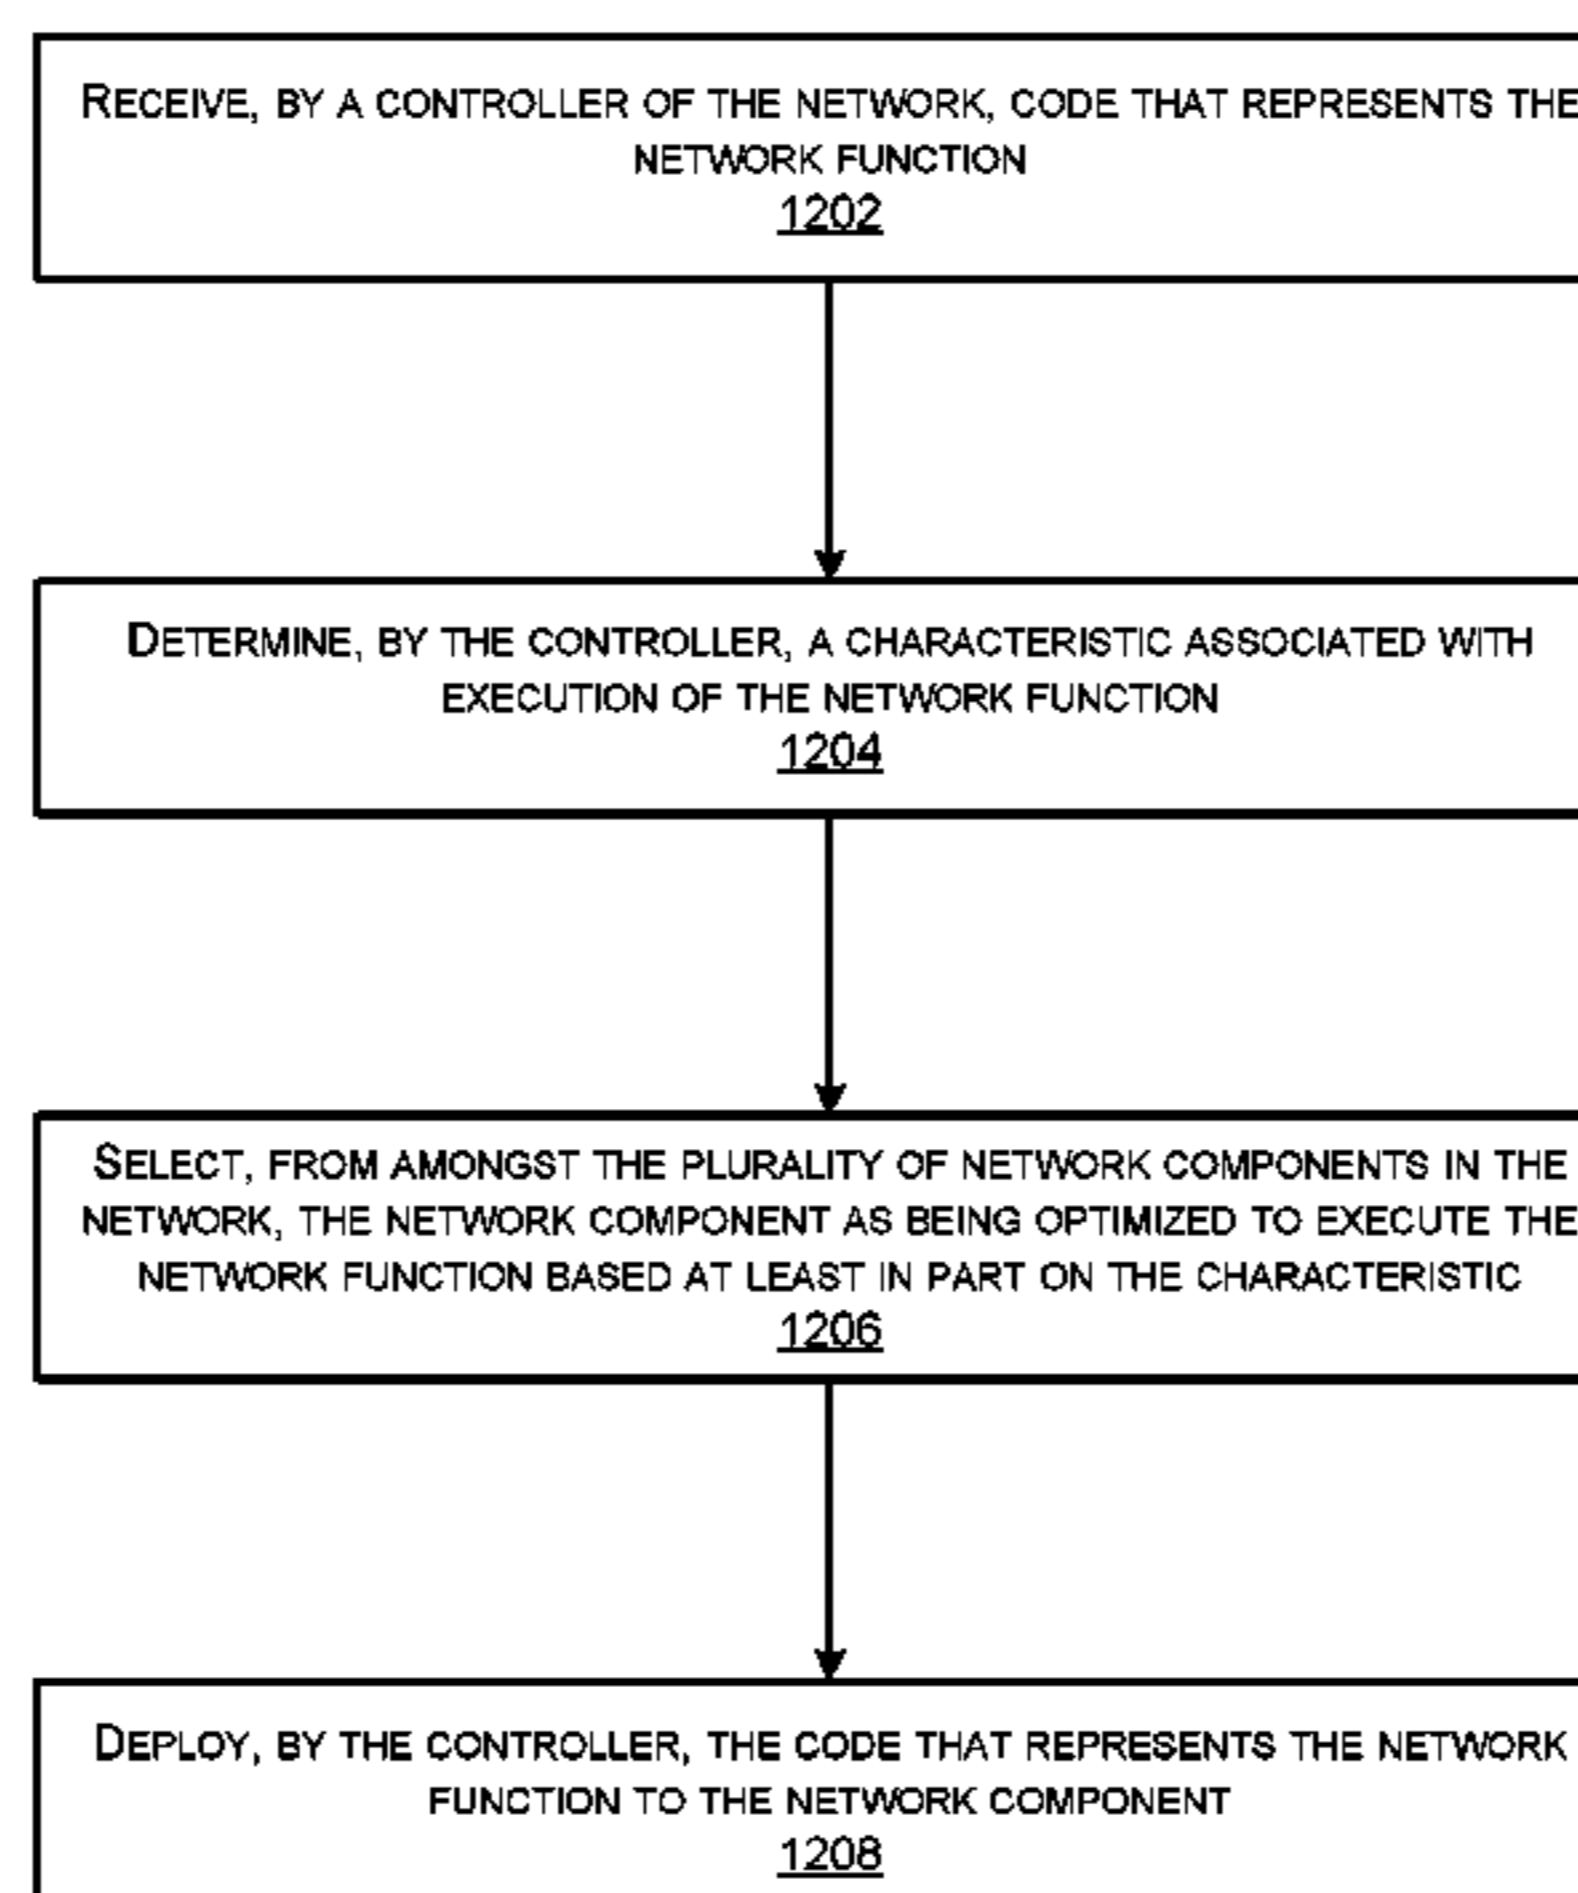 RECEIVE, BY A CONTROLLER OF THE NETWORK, CODE THAT REPRESENTS THE
NETWORK FUNCTION
1202
DETERMINE, BY THE CONTROLLER, A CHARACTERISTIC ASSOCIATED WITH
EXECUTION OF THE NETWORK FUNCTION
1204
SELECT, FROM AMONGST THE PLURALITY OF NETWORK COMPONENTS IN THE
NETWORK, THE NETWORK COMPONENT AS BEING OPTIMIZED TO EXECUTE THE
NETWORK FUNCTION BASED AT LEAST IN PART ON THE CHARACTERISTIC
1206
DEPLOY, BY THE CONTROLLER, THE CODE THAT REPRESENTS THE NETWORK
FUNCTION TO THE NETWORK COMPONENT
1208